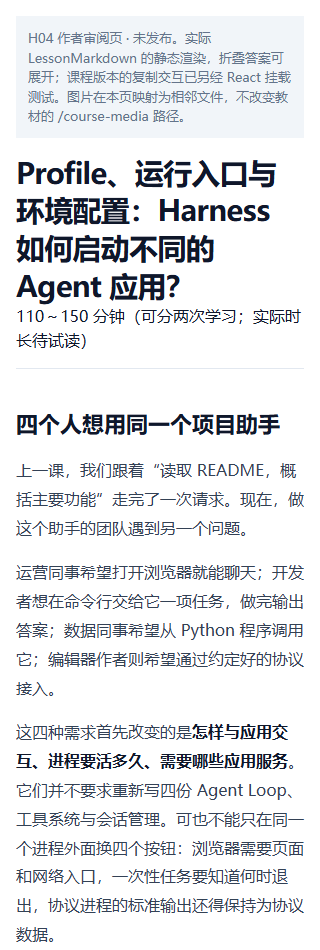 H04 作者审阅页 · 未发布。实际
LessonMarkdown 的静态渲染，折叠答案可
展开；课程版本的复制交互已另经 React 挂载
测试。图片在本页映射为相邻文件，不改变教
材的 /course-media 路径。
Profile、运行入口与
环境配置：Harness
如何启动不同的
Agent 应用？
110～150 分钟（可分两次学习；实际时
长待试读）
四个人想用同一个项目助手
上一课，我们跟着“读取 README，概
括主要功能”走完了一次请求。现在，做
这个助手的团队遇到另一个问题。
运营同事希望打开浏览器就能聊天；开发
者想在命令行交给它一项任务，做完输出
答案；数据同事希望从 Python 程序调用
它；编辑器作者则希望通过约定好的协议
接入。
这四种需求首先改变的是怎样与应用交
互、进程要活多久、需要哪些应用服务。
它们并不要求重新写四份 Agent Loop、
工具系统与会话管理。可也不能只在同一
个进程外面换四个按钮：浏览器需要页面
和网络入口，一次性任务要知道何时退
出，协议进程的标准输出还得保持为协议
数据。